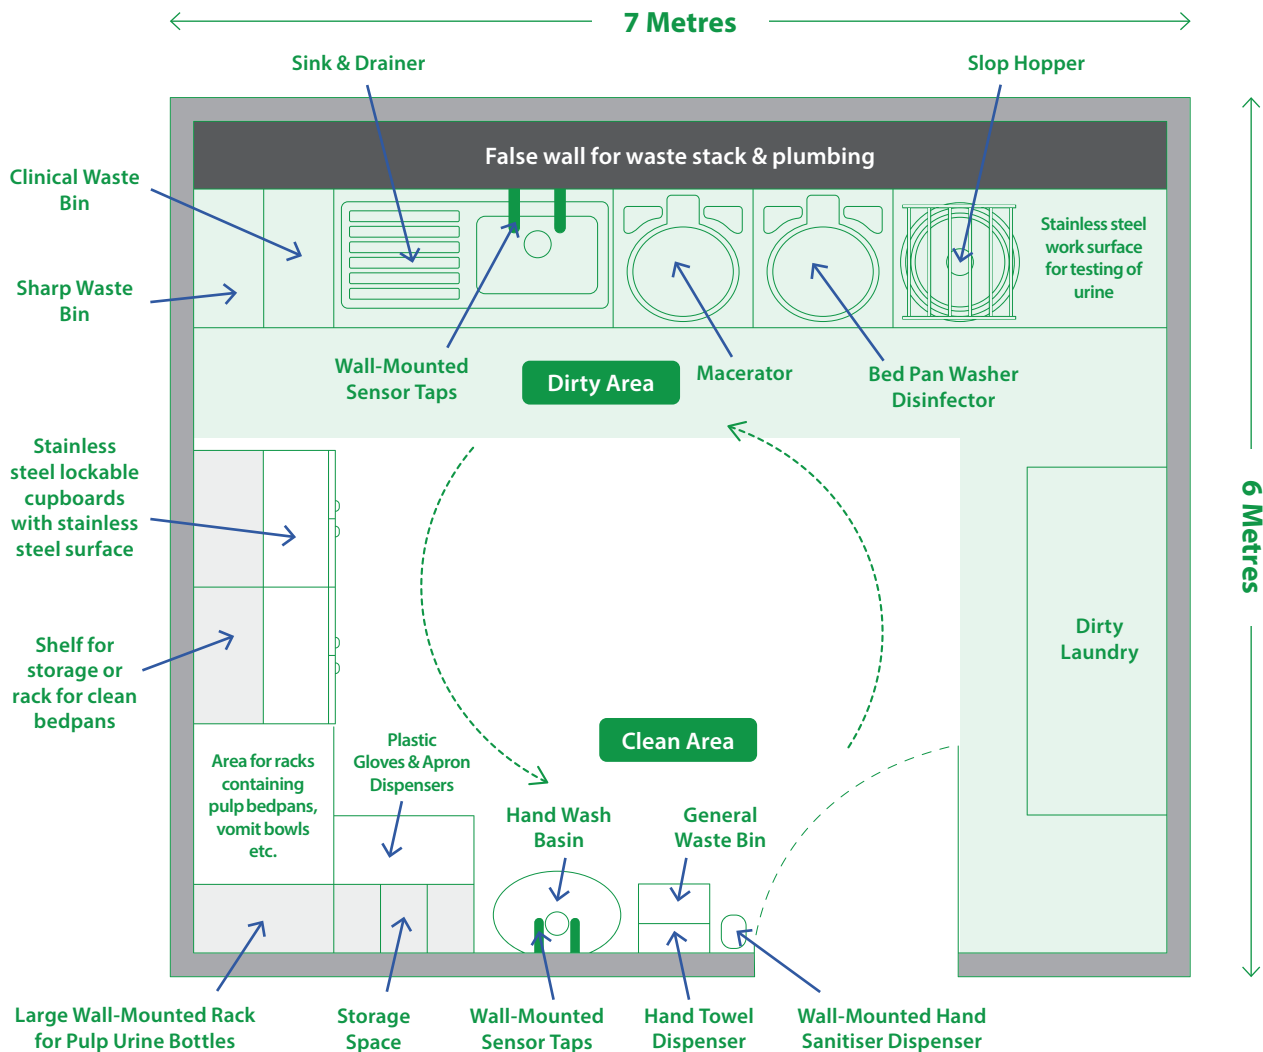 7 Metres
Sink & Drainer
Slop Hopper
False wall for waste stack & plumbing
Clinical Waste
Bin
Sharp Waste
Bin
Stainless steel
work surface
for testing of
urine
Wall-Mounted
Sensor Taps
Dirty Area
Macerator
Bed Pan Washer
Disinfector
Stainless
steel lockable
cupboards
with stainless
steel surface
6 Metres
Shelf for
storage or
rack for clean
bedpans
Dirty
Laundry
Clean Area
Area for racks
containing
pulp bedpans,
vomit bowls
etc.
Plastic
Gloves & Apron
Dispensers
Hand Wash
Basin
General
Waste Bin
Large Wall-Mounted Rack
for Pulp Urine Bottles
Storage
Space
Wall-Mounted
Sensor Taps
Hand Towel
Dispenser
Wall-Mounted Hand
Sanitiser Dispenser